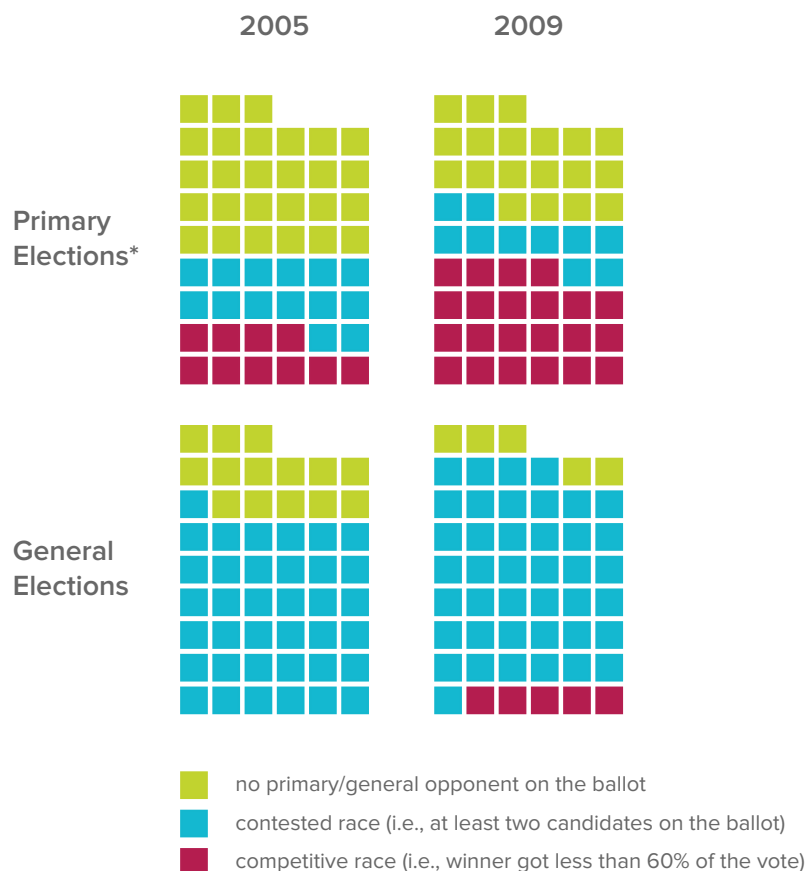 2005 2009
Primary
Elections*
General
Elections
no primary/general opponent on the ballot
contested race (i.e., at least two candidates on the ballot)
competitive race (i.e., winner got less than 60% of the vote)